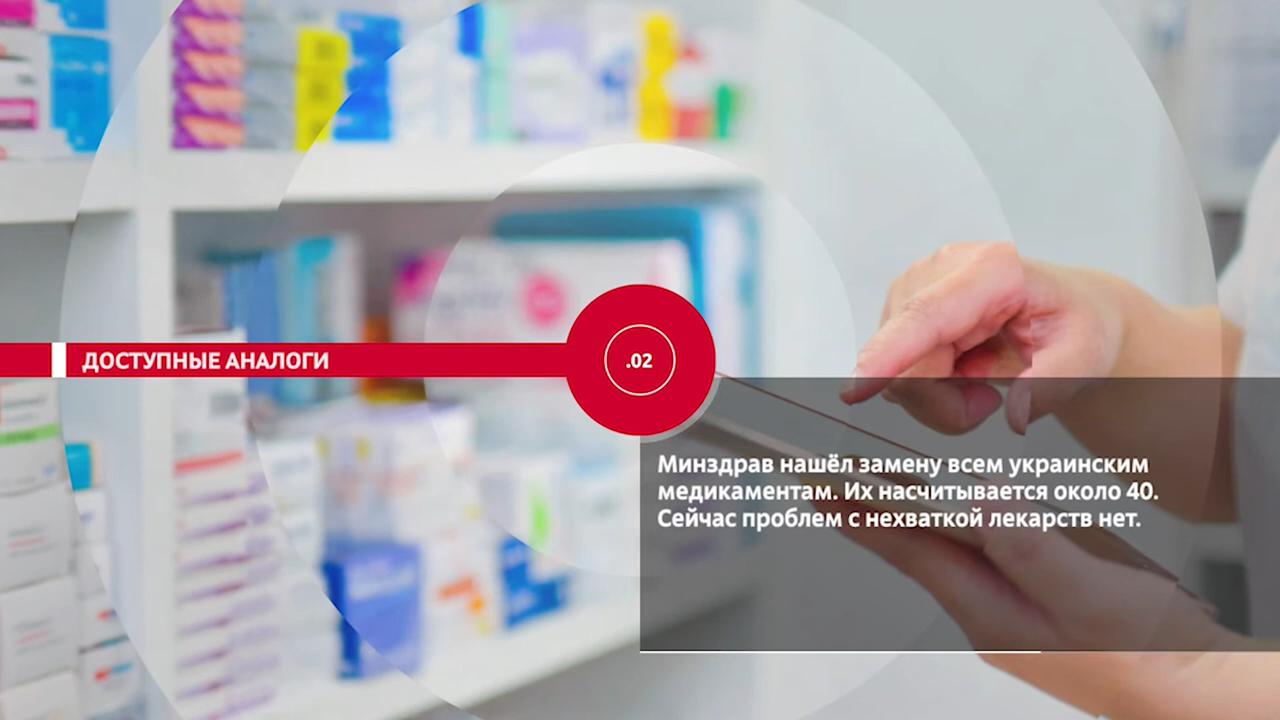 ДОСТУПНЫЕ АНАЛОГИ
.02
Минздрав нашёл замену всем украинским
медикаментам. Их насчитывается около 40.
Сейчас проблем с нехваткой лекарств нет.